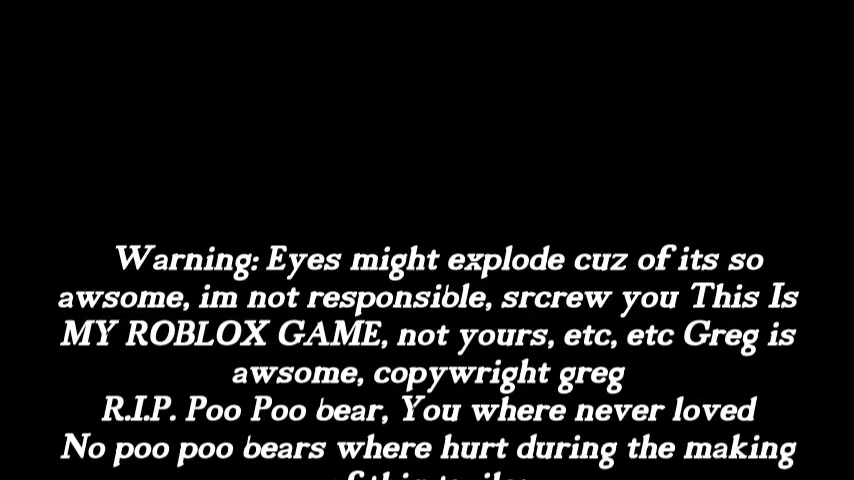 Warning: Eyes might explode cuz of its so
awsome, im not responsible, srcrew you This Is
MY ROBLOX GAME, not yours, etc, etc Greg is
awsome, copywright greg
R.I.P. Poo Poo bear, You where never loved
No poo poo bears where hurt during the making
of this